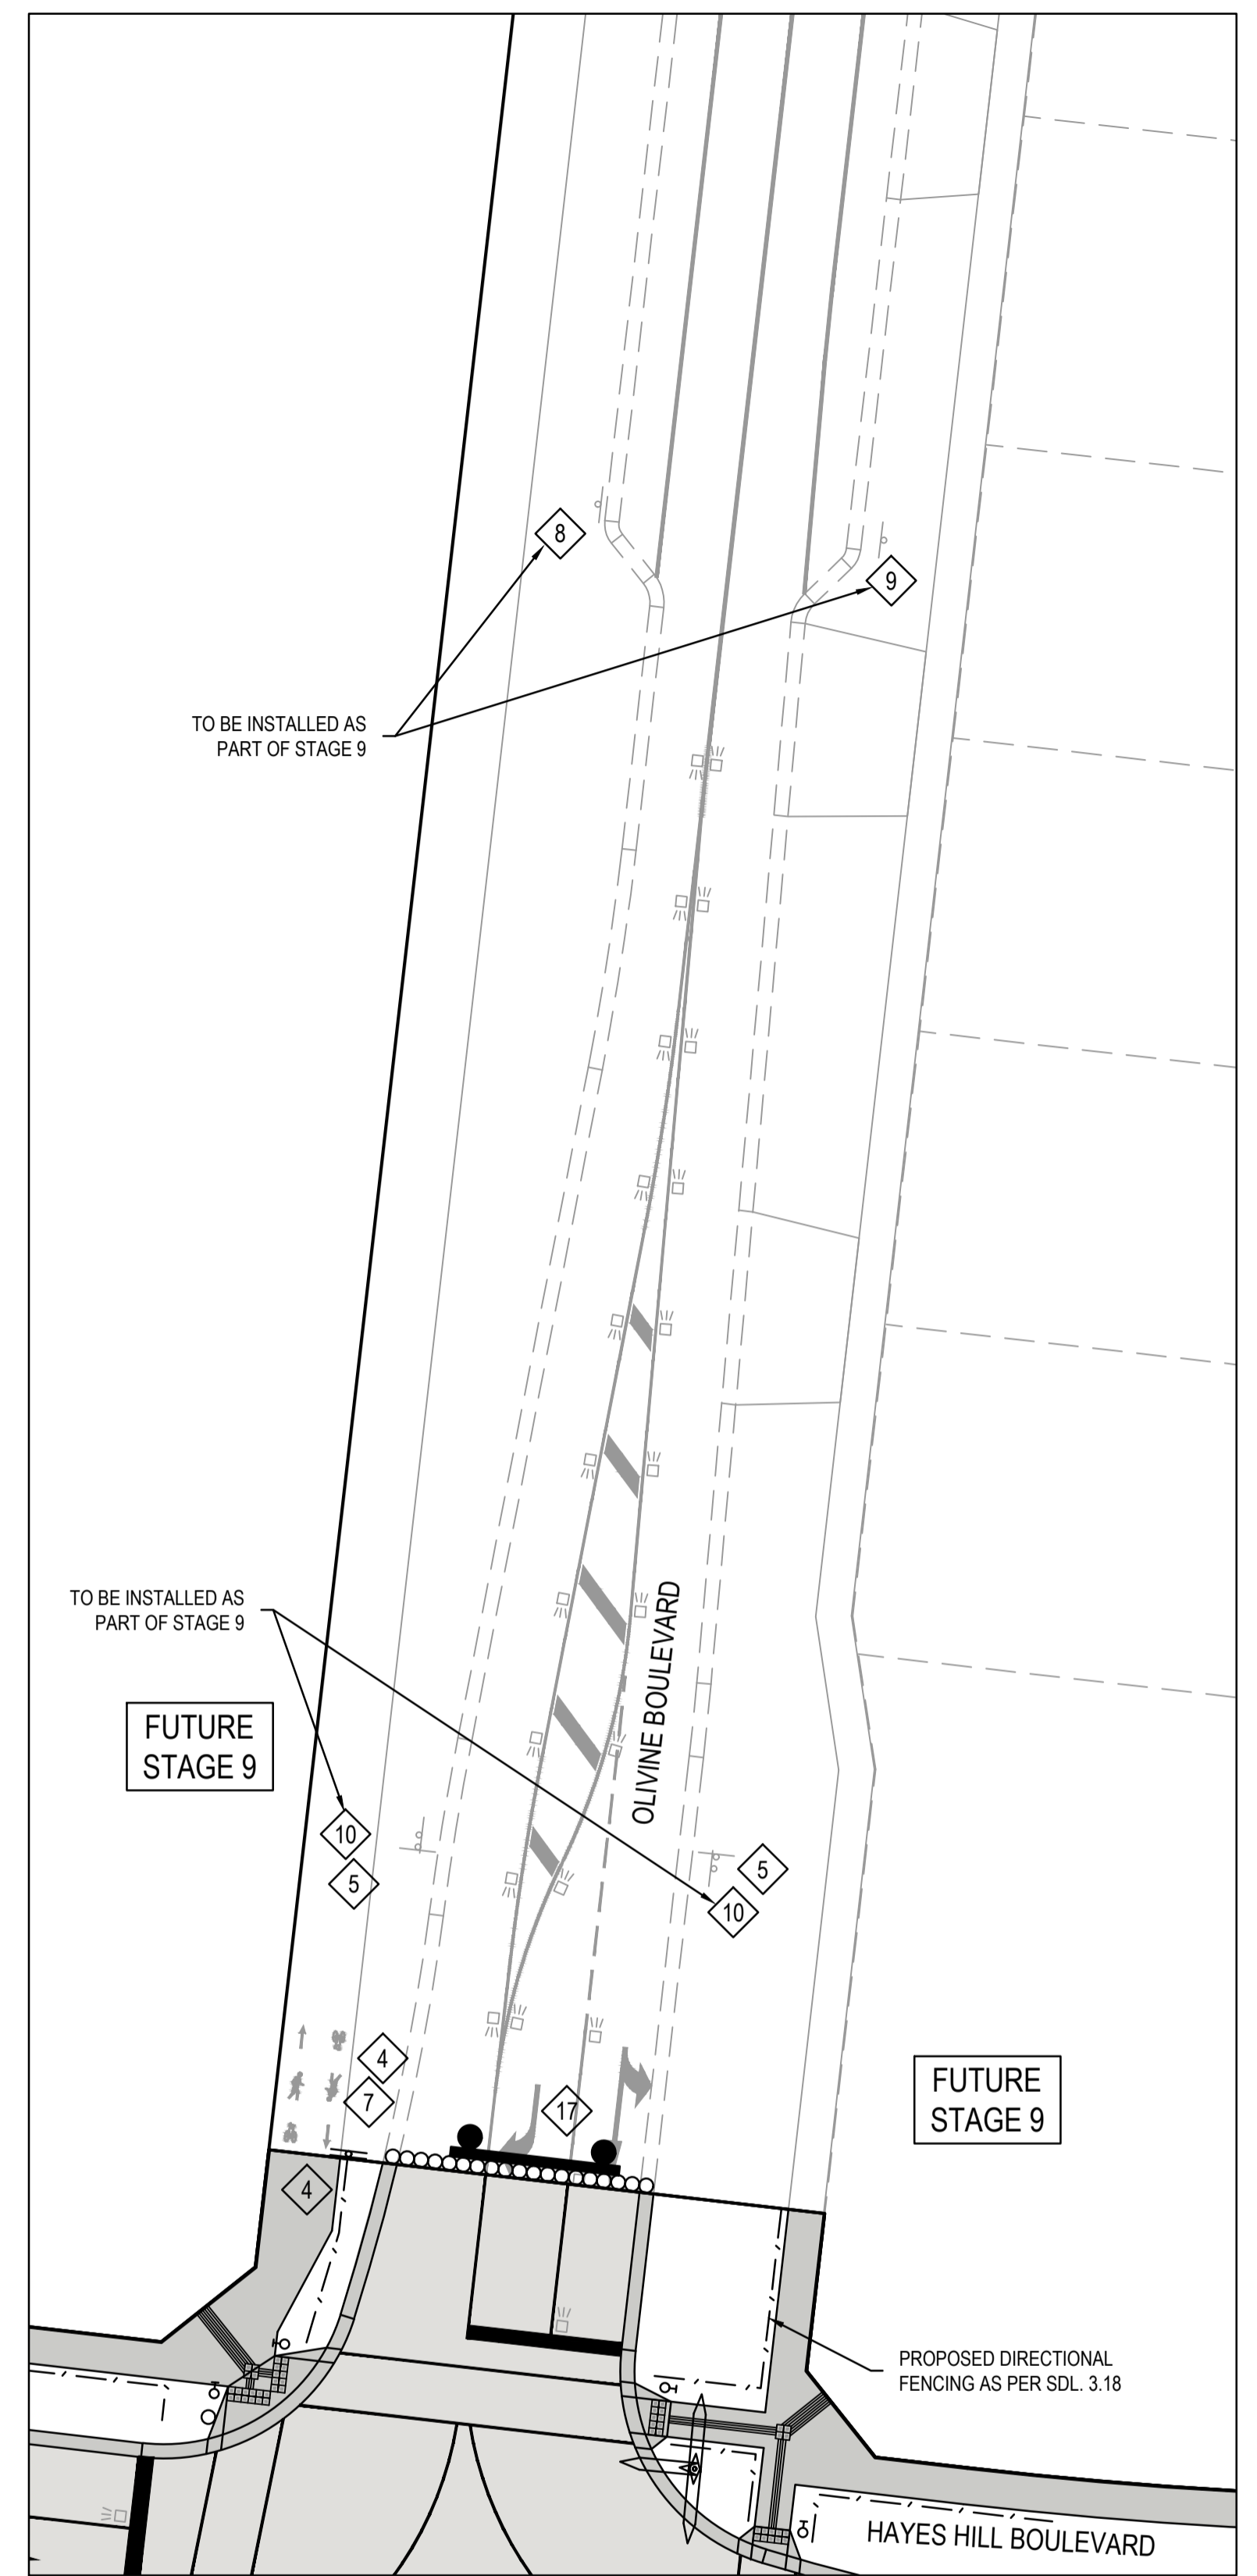 8
9
TO BE INSTALLED AS
PART OF STAGE 9
TO BE INSTALLED AS
PART OF STAGE 9
OLIVINE BOULEVARD
FUTURE
STAGE 9
10
5
5
10
4
7
17
FUTURE
STAGE 9
4
PROPOSED DIRECTIONAL
FENCING AS PER SDL. 3.18
HAYES HILL BOULEVARD